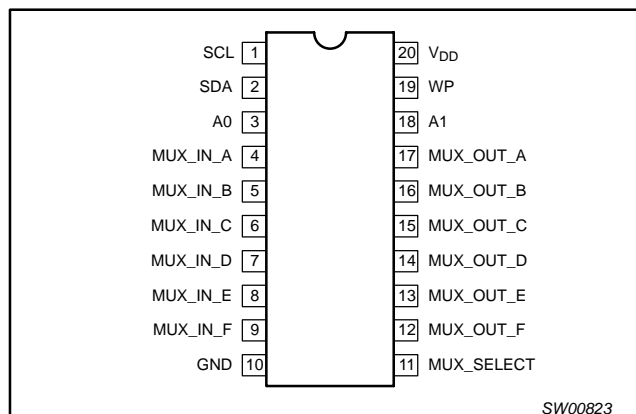 SCL 1 20 VDD
SDA 2 19 WP
A0 3 18 A1
MUX_IN_A 4 17 MUX_OUT_A
MUX_IN_B 5 16 MUX_OUT_B
MUX_IN_C 6 15 MUX_OUT_C
MUX_IN_D 7 14 MUX_OUT_D
MUX_IN_E 8 13 MUX_OUT_E
MUX_IN_F 9 12 MUX_OUT_F
GND 10 11 MUX_SELECT
SW00823